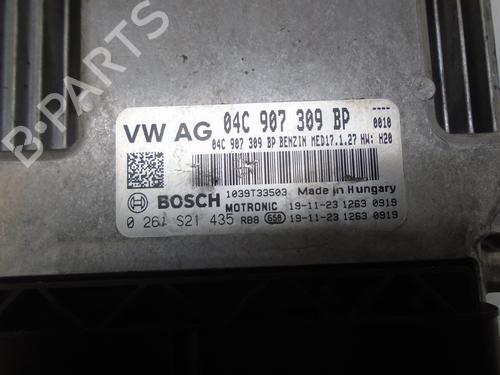 VW AG 04C 907 309 BP 0010
04C 907 309 BP BENZIN MED17.1.27 HW: H20
BOSCH 1039T33503 Made in Hungary
MOTRONIC 19-11-23 1263 0919
0 261 S21 435 RBB 658 19-11-23 1263 0919
B-PARTS